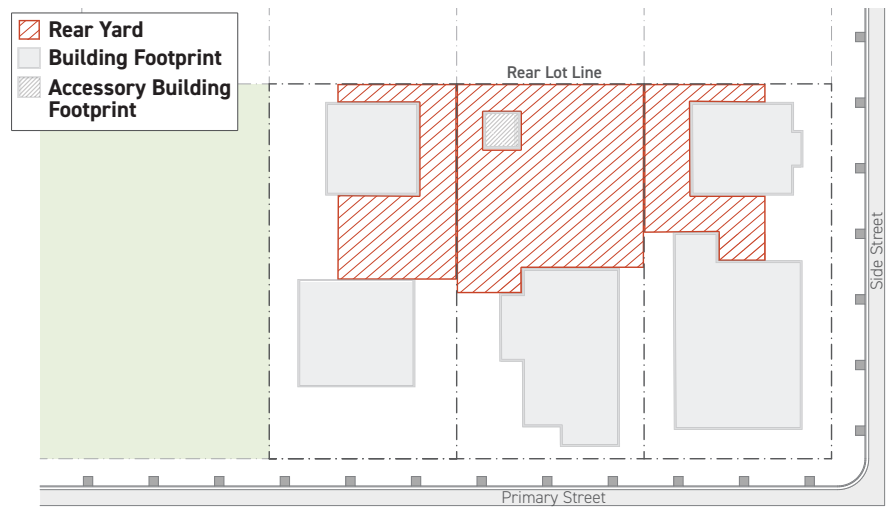 Rear Yard
Building Footprint
Accessory Building
Footprint
Rear Lot Line
Side Street
Primary Street